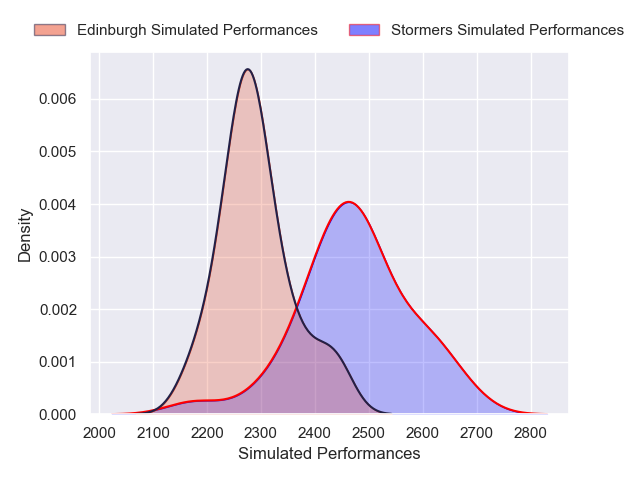 Edinburgh Simulated Performances
Stormers Simulated Performances
0.006
0.005
0.004
0.003
0.002
0.001
0.000
Density
2000 2100 2200 2300 2400 2500 2600 2700 2800
Simulated Performances